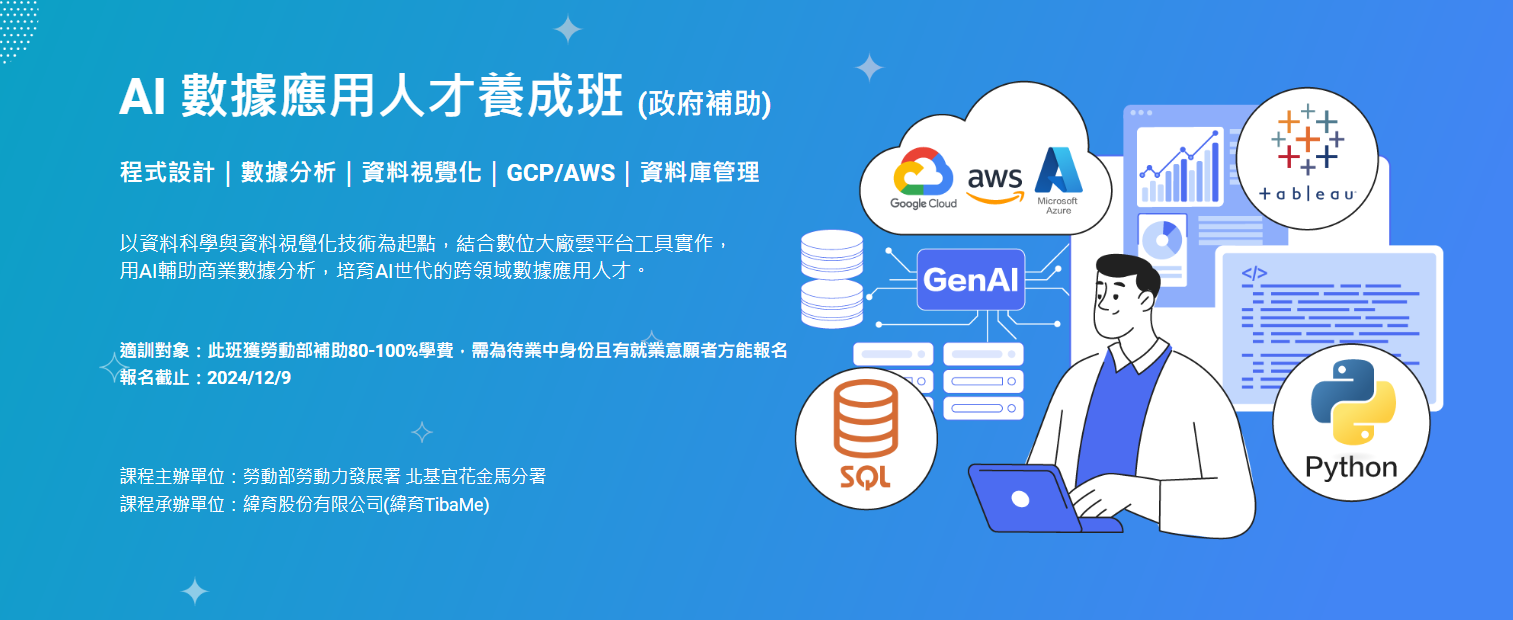 AI 數據應用人才養成班 (政府補助)
程式設計｜數據分析｜資料視覺化｜GCP/AWS｜資料庫管理
以資料科學與資料視覺化技術為起點，結合數位大廠雲平台工具實作，
用AI輔助商業數據分析，培育AI世代的跨領域數據應用人才。
適訓對象：此班獲勞動部補助80-100%學費，需為待業中身份且有就業意願者方能報名
報名截止：2024/12/9
課程主辦單位：勞動部勞動力發展署 北基宜花金馬分署
課程承辦單位：緯育股份有限公司(緯育TibaMe)
Google Cloud
aws
Microsoft
Azure
+ableau
GenAI
</>
SQL
Python